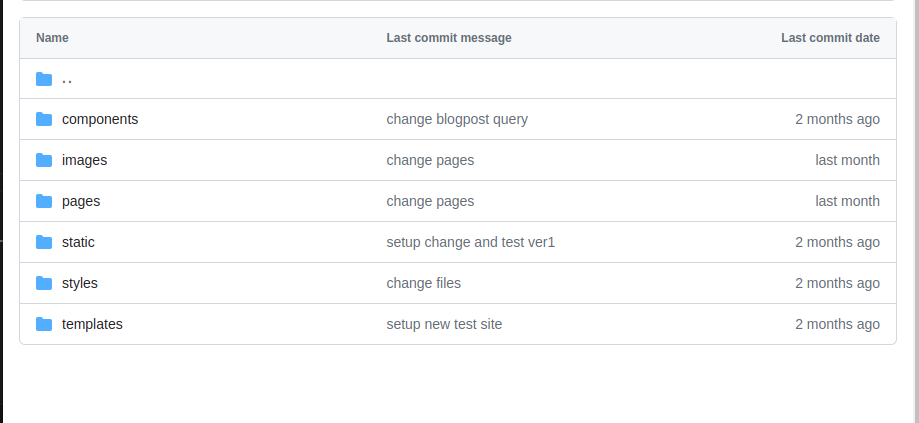 Name Last commit message Last commit date
..
components change blogpost query 2 months ago
images change pages last month
pages change pages last month
static setup change and test ver1 2 months ago
styles change files 2 months ago
templates setup new test site 2 months ago